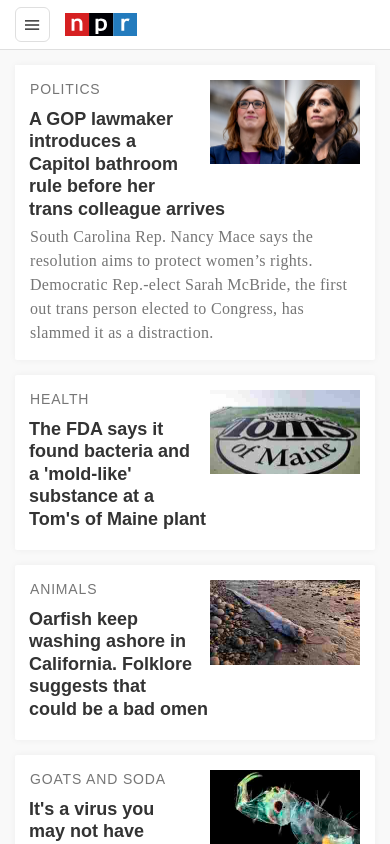 npr
POLITICS
A GOP lawmaker
introduces a
Capitol bathroom
rule before her
trans colleague arrives
South Carolina Rep. Nancy Mace says the
resolution aims to protect women’s rights.
Democratic Rep.-elect Sarah McBride, the first
out trans person elected to Congress, has
slammed it as a distraction.
HEALTH
The FDA says it
found bacteria and
a 'mold-like'
substance at a
Tom's of Maine plant
Tom's
of Maine
ANIMALS
Oarfish keep
washing ashore in
California. Folklore
suggests that
could be a bad omen
GOATS AND SODA
It's a virus you
may not have